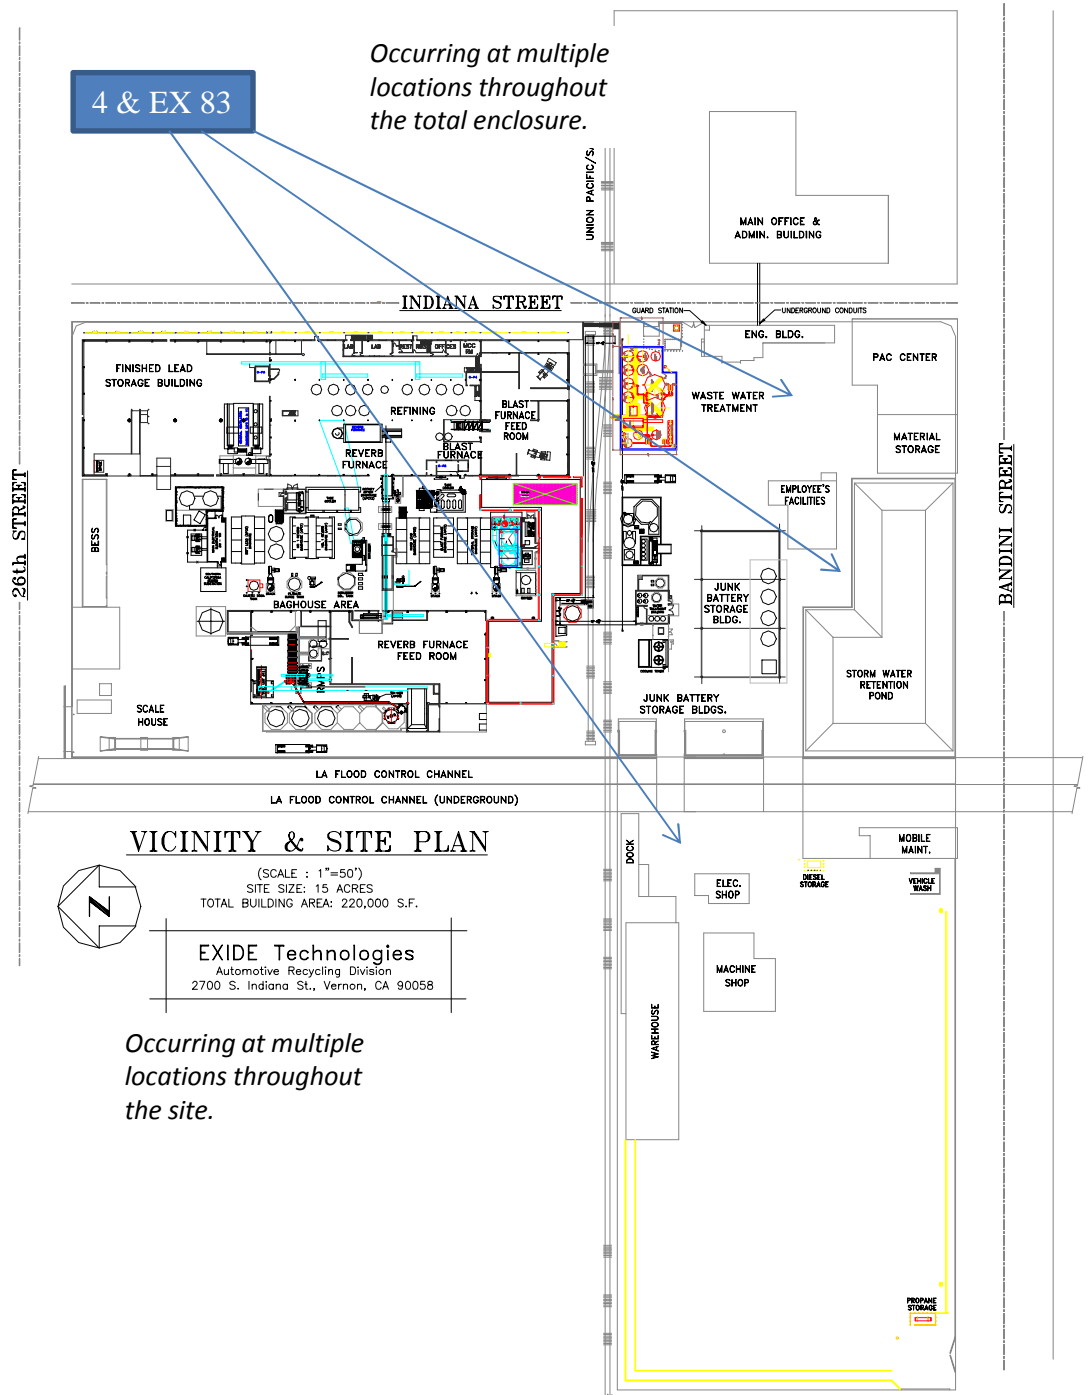 Occurring at multiple
locations throughout
the total enclosure.
4 & EX 83
UNION PACIFIC/S
MAIN OFFICE &
ADMIN. BUILDING
INDIANA STREET
GUARD STATION
UNDERGROUND CONDUITS
ENG. BLDG.
PAC CENTER
FINISHED LEAD
STORAGE BUILDING
LAB
LAB
REST
OFFICES
MCC
RM
REFINING
BLAST
FURNACE
FEED
ROOM
WASTE WATER
TREATMENT
REVERB
FURNACE
BLAST
FURNACE
MATERIAL
STORAGE
26th STREET
BANDINI STREET
BESS
EMPLOYEE'S
FACILITIES
JUNK
BATTERY
STORAGE
BLDG.
BAGHOUSE AREA
REVERB FURNACE
FEED ROOM
RMPS
STORM WATER
RETENTION
POND
JUNK BATTERY
STORAGE BLDGS.
SCALE
HOUSE
LA FLOOD CONTROL CHANNEL
LA FLOOD CONTROL CHANNEL (UNDERGROUND)
VICINITY & SITE PLAN
(SCALE : 1"=50')
SITE SIZE: 15 ACRES
TOTAL BUILDING AREA: 220,000 S.F.
N
EXIDE Technologies
Automotive Recycling Division
2700 S. Indiana St., Vernon, CA 90058
DOCK
MOBILE
MAINT.
DIESEL
STORAGE
VEHICLE
WASH
ELEC.
SHOP
MACHINE
SHOP
WAREHOUSE
Occurring at multiple
locations throughout
the site.
PROPANE
STORAGE